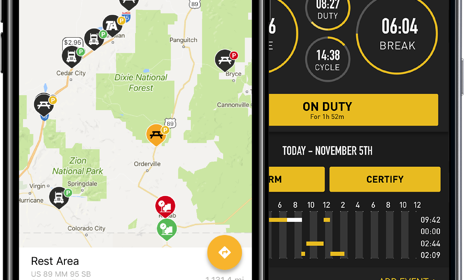 89
$2.95
Panguitch
Cedar City
Dixie National
Forest
Bryce
Cannonville
89
Orderville
Zion
National
Park
Virgin
Springdale
Hurricane
Colorado City
Rest Area
US 89 MM 95.SB
08:27
DUTY
6
06:04
BREAK
14:38
CYCLE
ON DUTY
For 1h 52m
TODAY – NOVEMBER 5TH
RM
CERTIFY
6 8 10 12 2 4 6 8 10 12
09:42
00:00
02:44
02:09
ADD EVENT